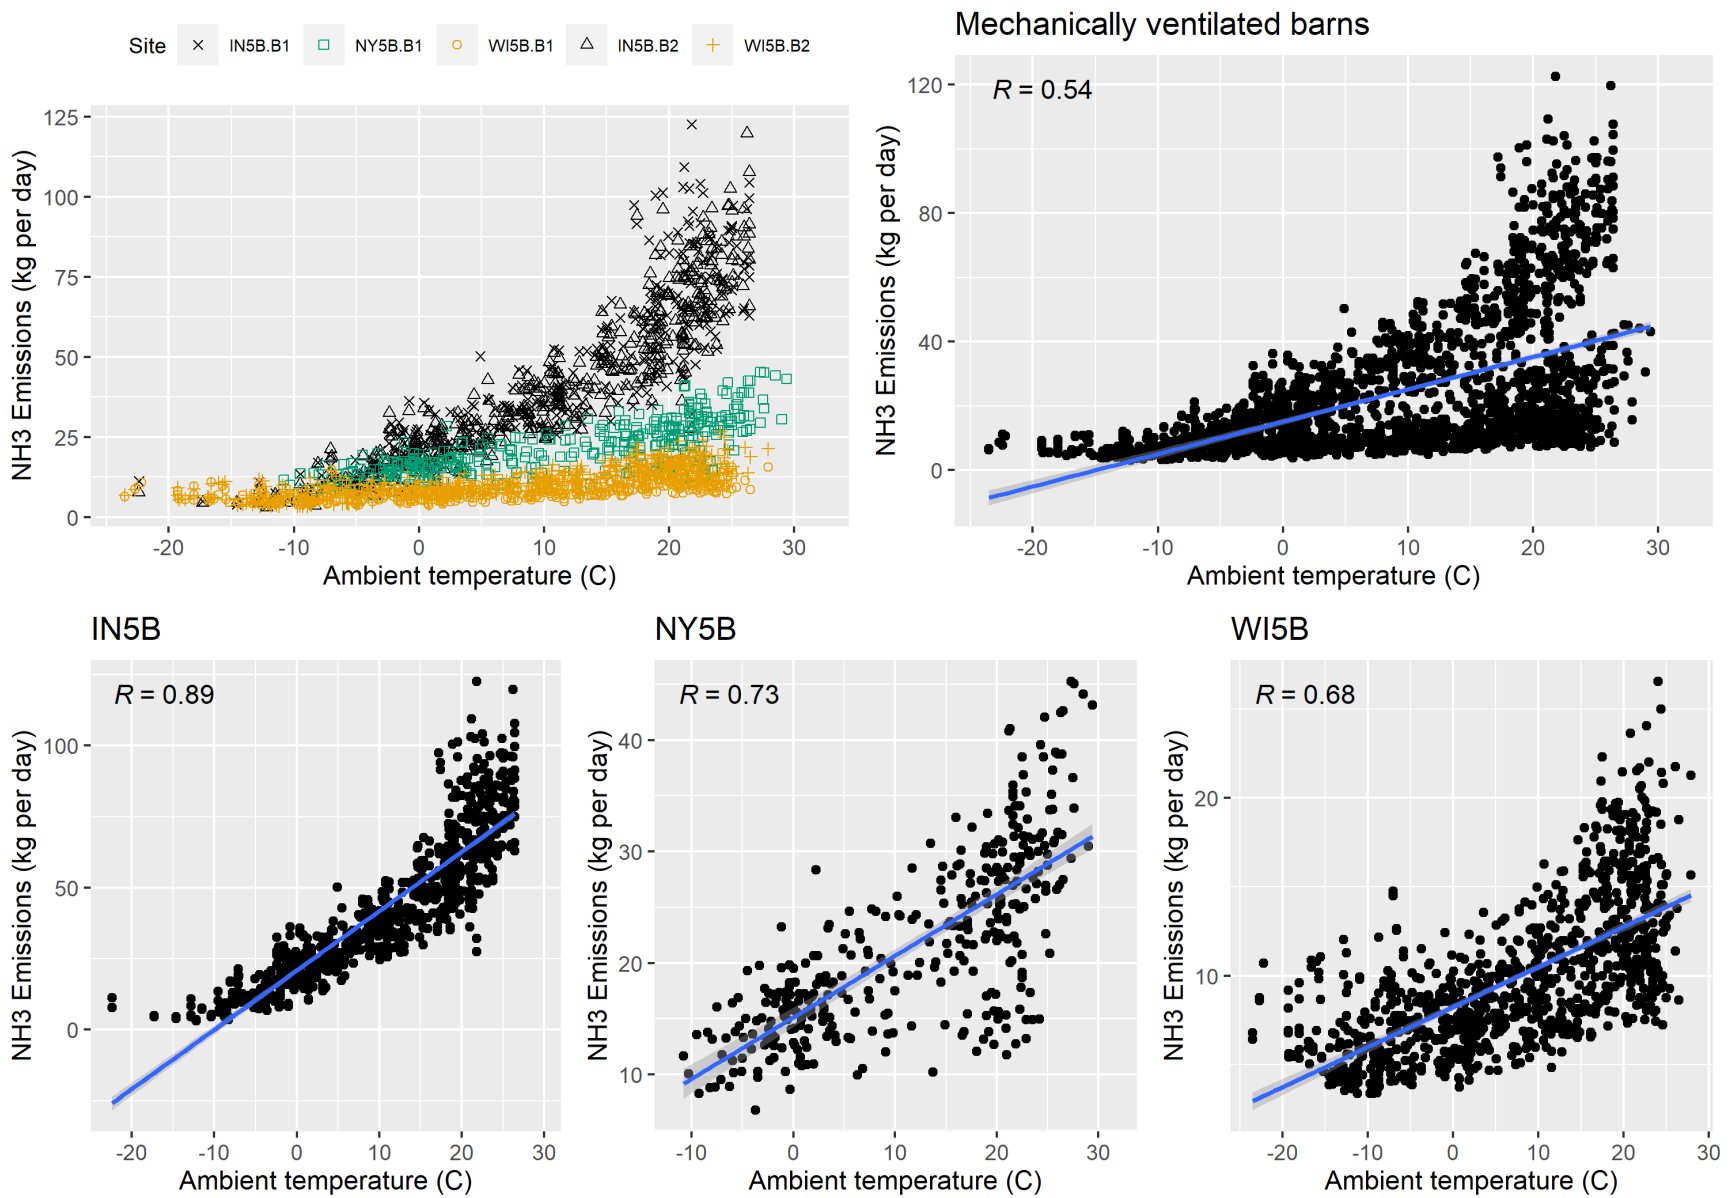 Site IN5B.B1 NY5B.B1 WI5B.B1 IN5B.B2 WI5B.B2
125
100
75
50
25
0
NH3 Emissions (kg per day)
-20 -10 0 10 20 30
Ambient temperature (C)
Mechanically ventilated barns
R = 0.54
120
80
40
0
NH3 Emissions (kg per day)
-20 -10 0 10 20 30
Ambient temperature (C)
IN5B
R = 0.89
100
50
0
NH3 Emissions (kg per day)
-20 -10 0 10 20 30
Ambient temperature (C)
NY5B
R = 0.73
40
30
20
10
NH3 Emissions (kg per day)
-10 0 10 20 30
Ambient temperature (C)
WI5B
R = 0.68
20
10
NH3 Emissions (kg per day)
-20 -10 0 10 20 30
Ambient temperature (C)